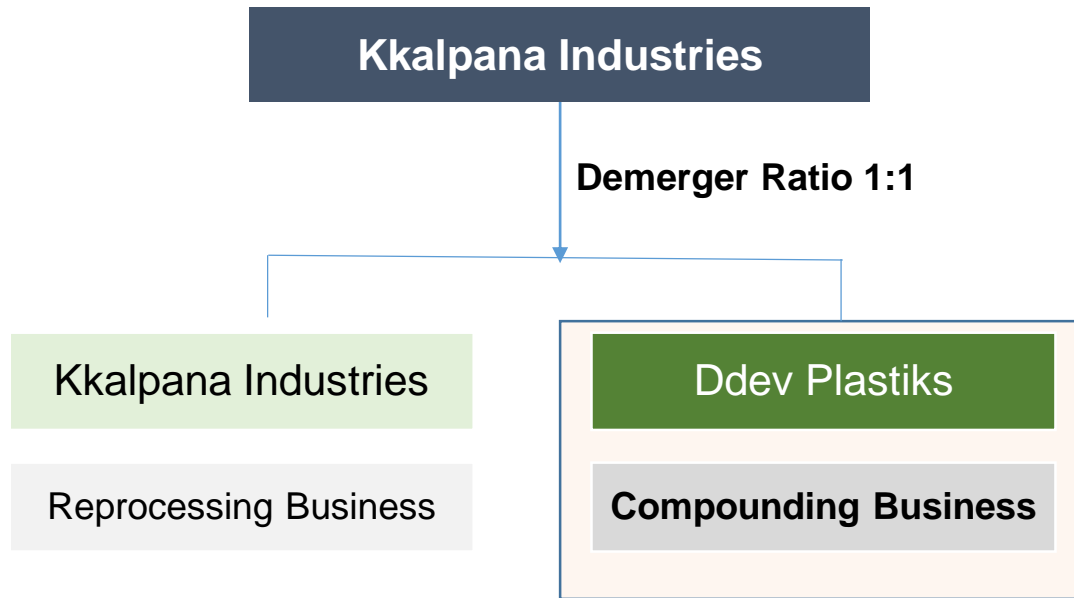 Kkalpana Industries
Demerger Ratio 1:1
Kkalpana Industries
Ddev Plastiks
Reprocessing Business
Compounding Business